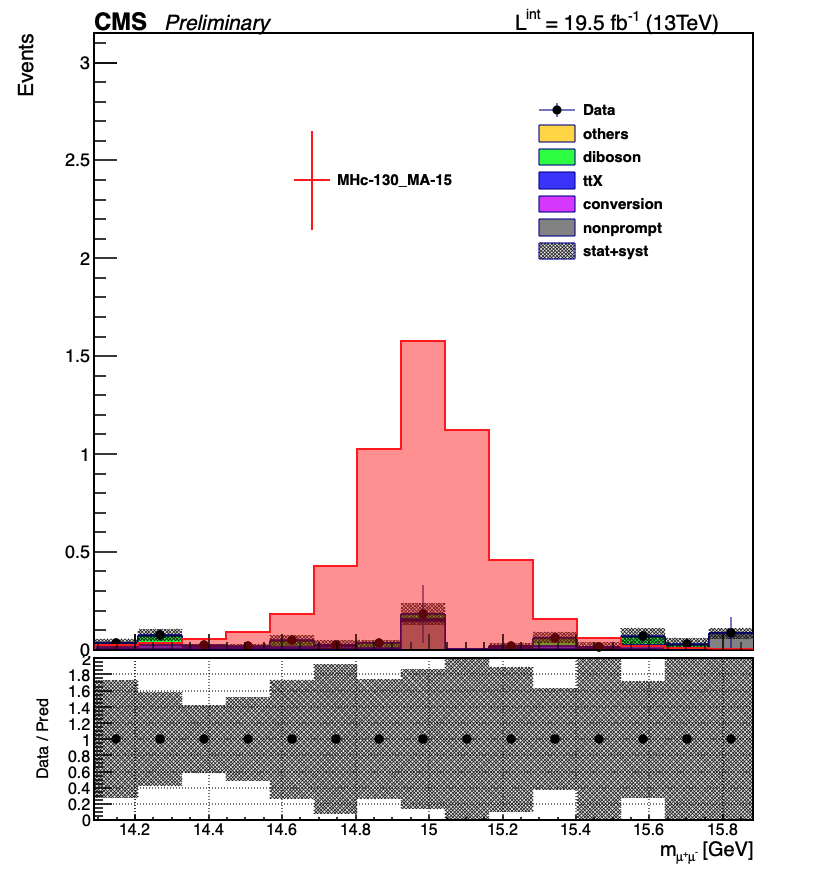 CMS Preliminary L^int = 19.5 fb^-1 (13TeV)
Events
3
2.5
2
1.5
1
0.5
0
MHc-130_MA-15
Data
others
diboson
ttX
conversion
nonprompt
stat+syst
Data / Pred
2
1.8
1.6
1.4
1.2
1
0.8
0.6
0.4
0.2
0
14.2 14.4 14.6 14.8 15 15.2 15.4 15.6 15.8
m_μ+μ- [GeV]